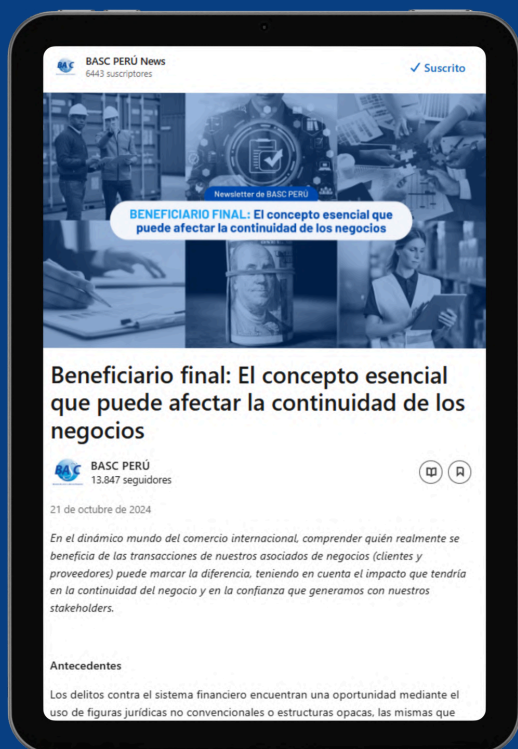 BASC
BASC PERÚ News
6443 suscriptores
✓ Suscrito
Newsletter de BASC PERÚ
BENEFICIARIO FINAL: El concepto esencial que
puede afectar la continuidad de los negocios
Beneficiario final: El concepto esencial
que puede afectar la continuidad de los
negocios
BASC
BASC PERÚ
13.847 seguidores
21 de octubre de 2024
En el dinámico mundo del comercio internacional, comprender quién realmente se
beneficia de las transacciones de nuestros asociados de negocios (clientes y
proveedores) puede marcar la diferencia, teniendo en cuenta el impacto que tendría
en la continuidad del negocio y en la confianza que generamos con nuestros
stakeholders.
Antecedentes
Los delitos contra el sistema financiero encuentran una oportunidad mediante el
uso de figuras jurídicas no convencionales o estructuras opacas, las mismas que